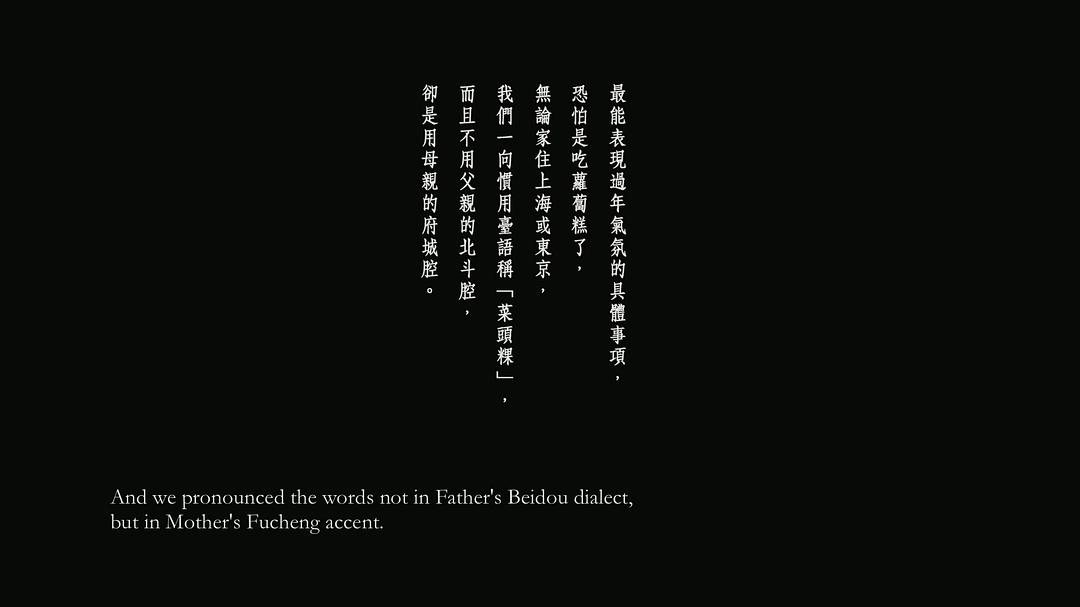 最能表現過年氣氛的具體事項，
恐怕是吃蘿蔔糕了，
無論家住上海或東京，
我們一向慣用臺語稱「菜頭粿」，
而且不用父親的北斗腔，
卻是用母親的府城腔。
And we pronounced the words not in Father's Beidou dialect,
but in Mother's Fucheng accent.